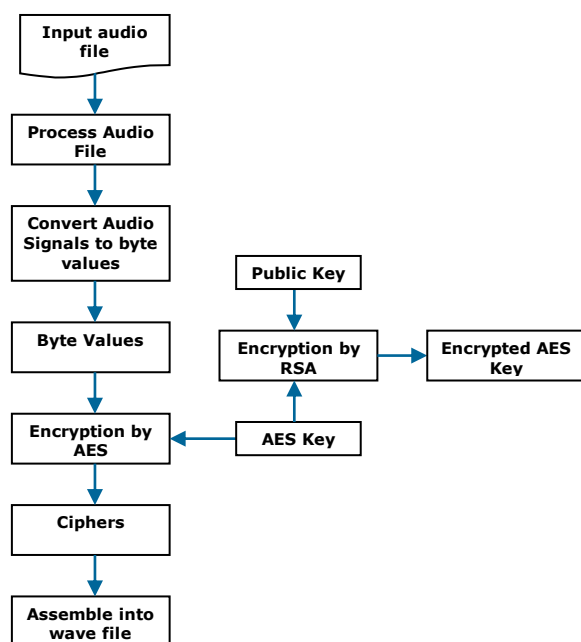 Input audio
file
Process Audio
File
Convert Audio
Signals to byte
values
Public Key
Byte Values
Encryption by
RSA
Encrypted AES
Key
Encryption by
AES
AES Key
Ciphers
Assemble into
wave file